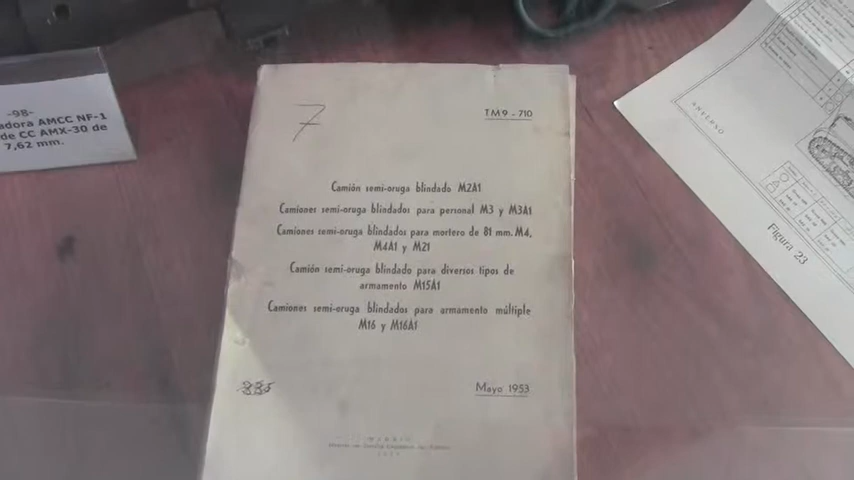 -98-
adora AMCC NF-1
de CC AMX-30 de
7,62 mm.
7
TM9-710
Camión semi-oruga blindado M2A1
Camiones semi-oruga blindados para personal M3 y M3A1
Camiones semi-oruga blindados para mortero de 81 mm. M4,
M4A1 y M21
Camión semi-oruga blindado para diversos tipos de
armamento M15A1
Camiones semi-oruga blindados para armamento múltiple
M16 y M16A1
Mayo 1953
MADRID
ANVERSO
Figura 23